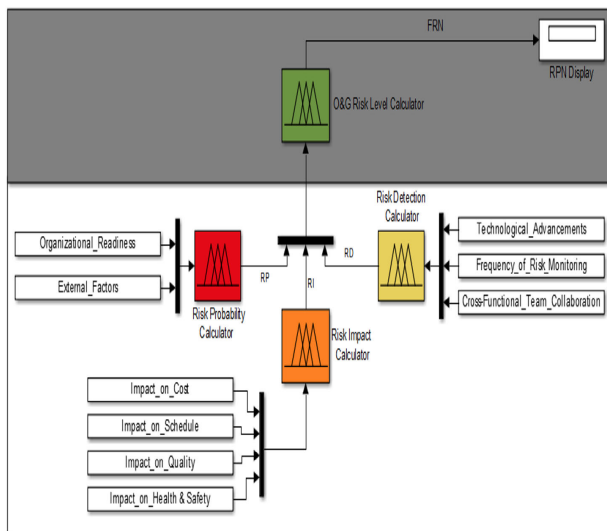 FRN
RPN Display
O&G Risk Level Calculator
Risk Detection
Calculator
Organizational_Readiness
External_Factors
Technological_Advancements
Frequency_of_Risk_Monitoring
Cross-Functional_Team_Collaboration
RP
RI
RD
Risk Probability
Calculator
Risk Impact
Calculator
Impact_on_Cost
Impact_on_Schedule
Impact_on_Quality
Impact_on_Health & Safety